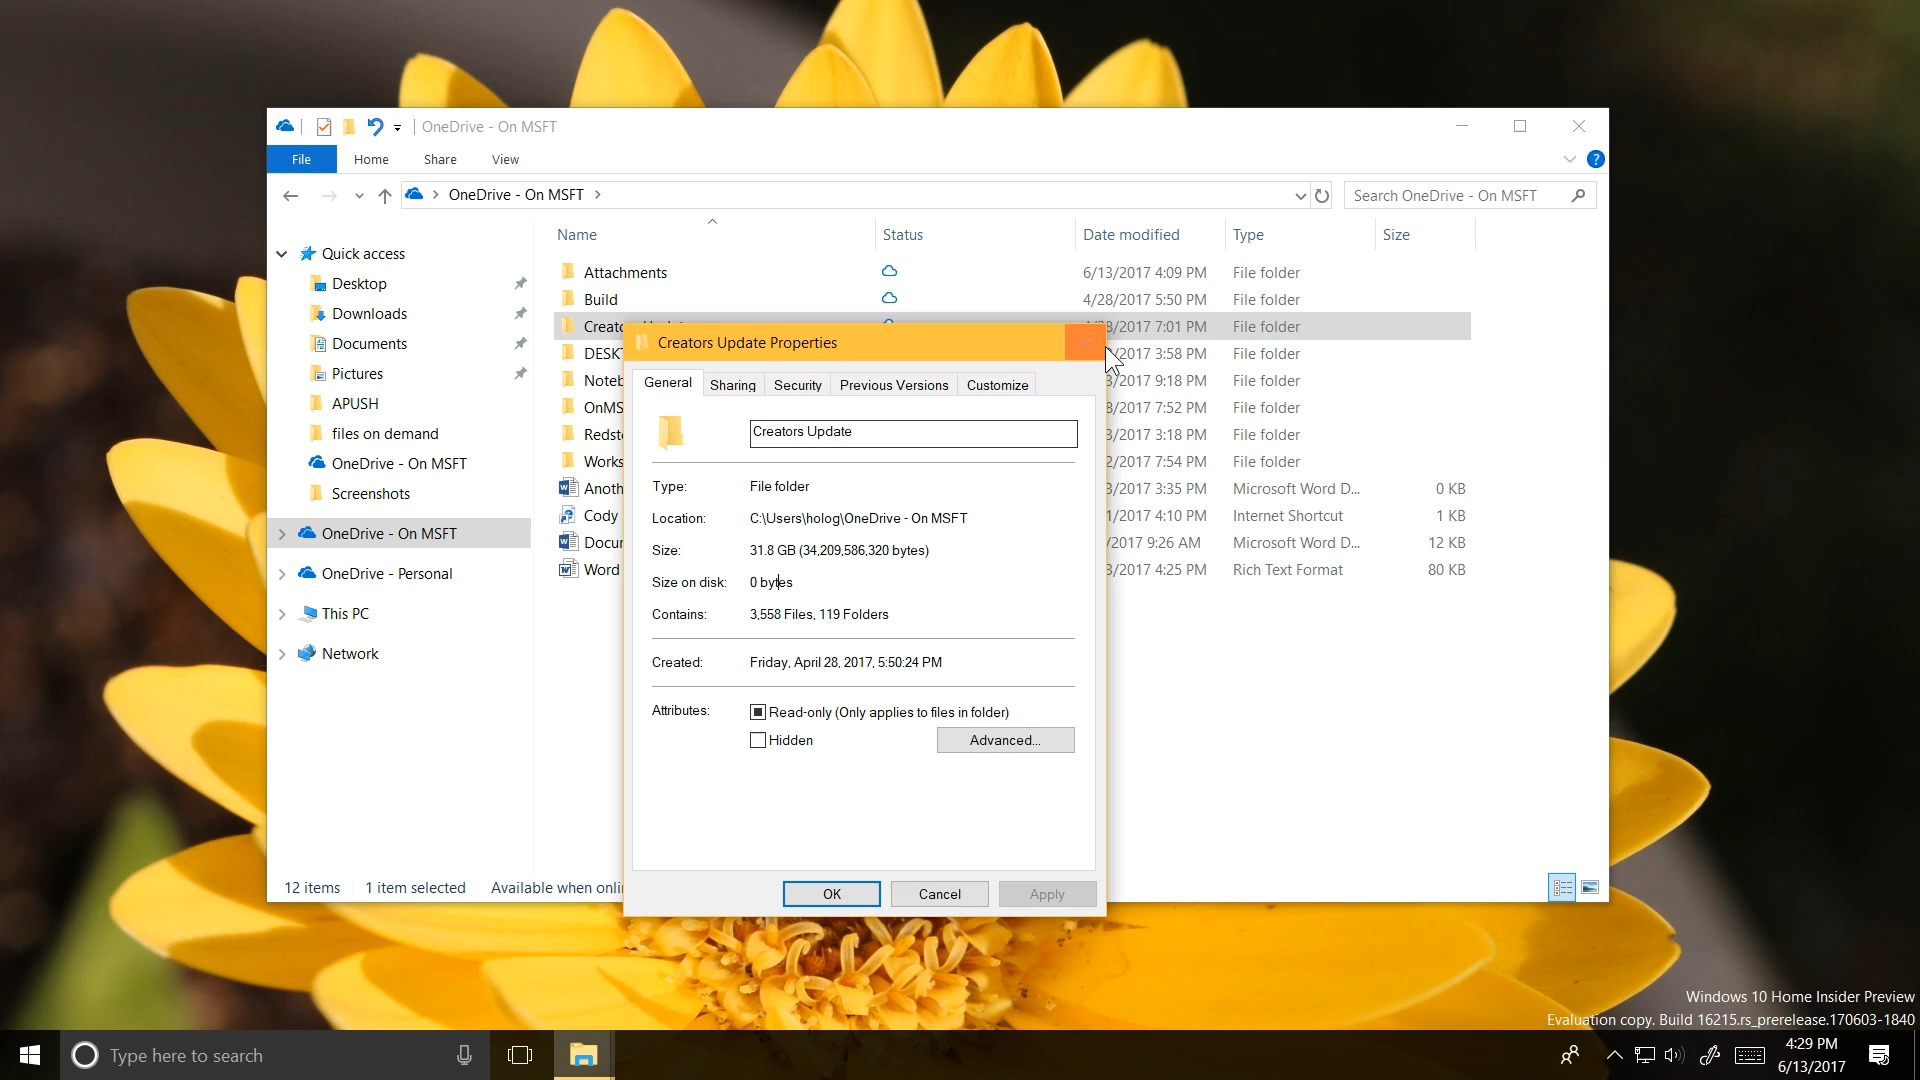 OneDrive - On MSFT
File Home Share View
OneDrive - On MSFT
Search OneDrive - On MSFT
Name Status Date modified Type Size
Quick access
Desktop
Downloads
Documents
Pictures
APUSH
files on demand
OneDrive - On MSFT
Screenshots
OneDrive - On MSFT
OneDrive - Personal
This PC
Network
Attachments 6/13/2017 4:09 PM File folder
Build 4/28/2017 5:50 PM File folder
/2017 7:01 PM File folder
/2017 3:58 PM File folder
/2017 9:18 PM File folder
/2017 7:52 PM File folder
/2017 3:18 PM File folder
/2017 7:54 PM File folder
/2017 3:35 PM Microsoft Word D... 0 KB
Cody /2017 4:10 PM Internet Shortcut 1 KB
/2017 9:26 AM Microsoft Word D... 12 KB
Word /2017 4:25 PM Rich Text Format 80 KB
Creators Update Properties
General Sharing Security Previous Versions Customize
Creators Update
Type: File folder
Location: C:\Users\holog\OneDrive - On MSFT
Size: 31.8 GB (34,209,586,320 bytes)
Size on disk: 0 bytes
Contains: 3,558 Files, 119 Folders
Created: Friday, April 28, 2017, 5:50:24 PM
Attributes: Read-only (Only applies to files in folder)
Hidden Advanced...
OK Cancel Apply
12 items 1 item selected Available when onli
Windows 10 Home Insider Preview
Evaluation copy. Build 16215.rs_prerelease.170603-1840
Type here to search
4:29 PM
6/13/2017